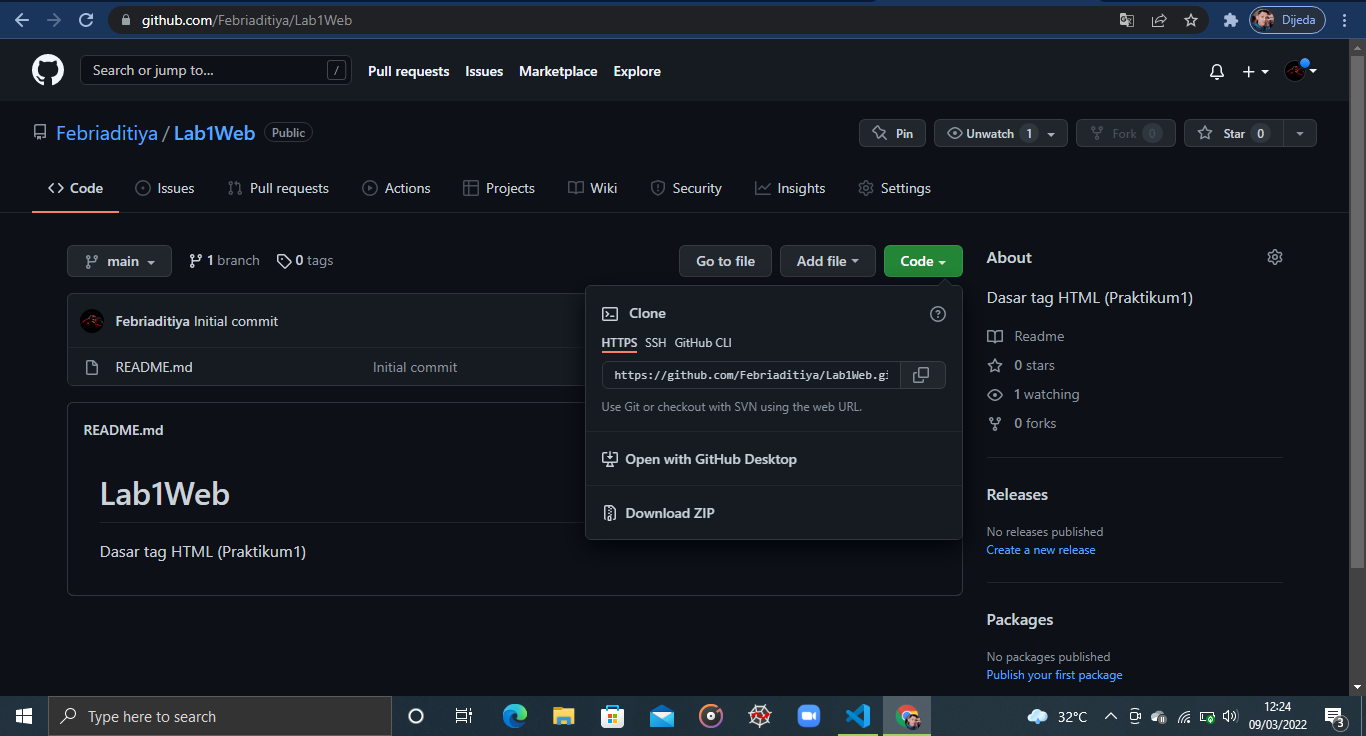 github.com/Febriaditiya/Lab1Web
Dijeda
Search or jump to...
/
Pull requests
Issues
Marketplace
Explore
Febriaditiya / Lab1Web
Public
Pin
Unwatch 1
Fork 0
Star 0
Code
Issues
Pull requests
Actions
Projects
Wiki
Security
Insights
Settings
main
1 branch
0 tags
Go to file
Add file
Code
Febriaditiya Initial commit
README.md
Initial commit
Clone
?
HTTPS SSH GitHub CLI
https://github.com/Febriaditiya/Lab1Web.gi
Use Git or checkout with SVN using the web URL.
Open with GitHub Desktop
Download ZIP
README.md
Lab1Web
Dasar tag HTML (Praktikum1)
About
Dasar tag HTML (Praktikum1)
Readme
0 stars
1 watching
0 forks
Releases
No releases published
Create a new release
Packages
No packages published
Publish your first package
Type here to search
32°C
12:24
09/03/2022
3